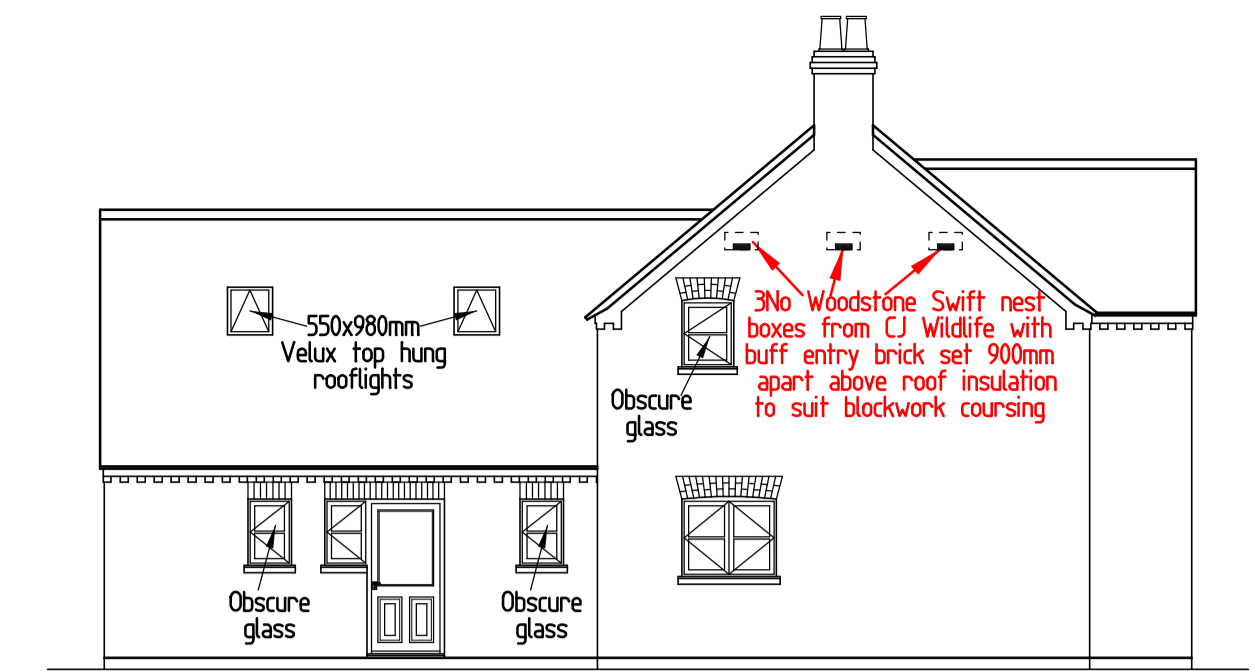 550x980mm
Velux top hung
rooflights
3No Woodstone Swift nest
boxes from CJ Wildlife with
buff entry brick set 900mm
apart above roof insulation
to suit blockwork coursing
Obscure
glass
Obscure
glass
Obscure
glass